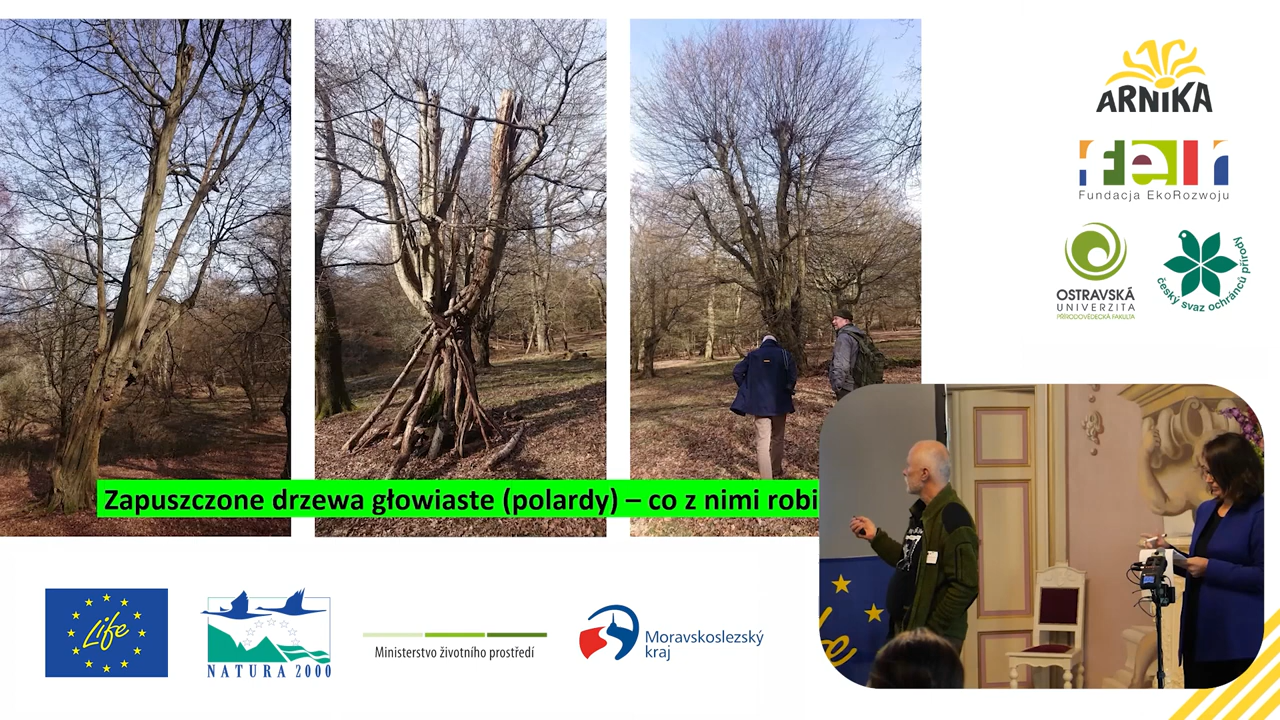 ARNIKA
feR
Fundacja EkoRozwoju
OSTRAVSKÁ
UNIVERZITA
PŘÍRODOVĚDECKÁ FAKULTA
český svaz ochránců přírody
Zapuszczone drzewa głowiaste (polardy) – co z nimi robi
Life
NATURA 2000
Ministerstvo životního prostředí
Moravskoslezský
kraj